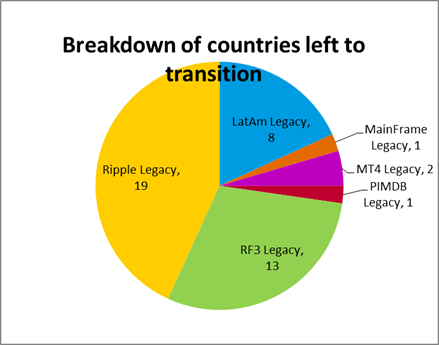 Breakdown of countries left to
transition
LatAm Legacy,
8
MainFrame
Legacy, 1
MT4 Legacy, 2
PIMDB
Legacy, 1
RF3 Legacy,
13
Ripple Legacy,
19